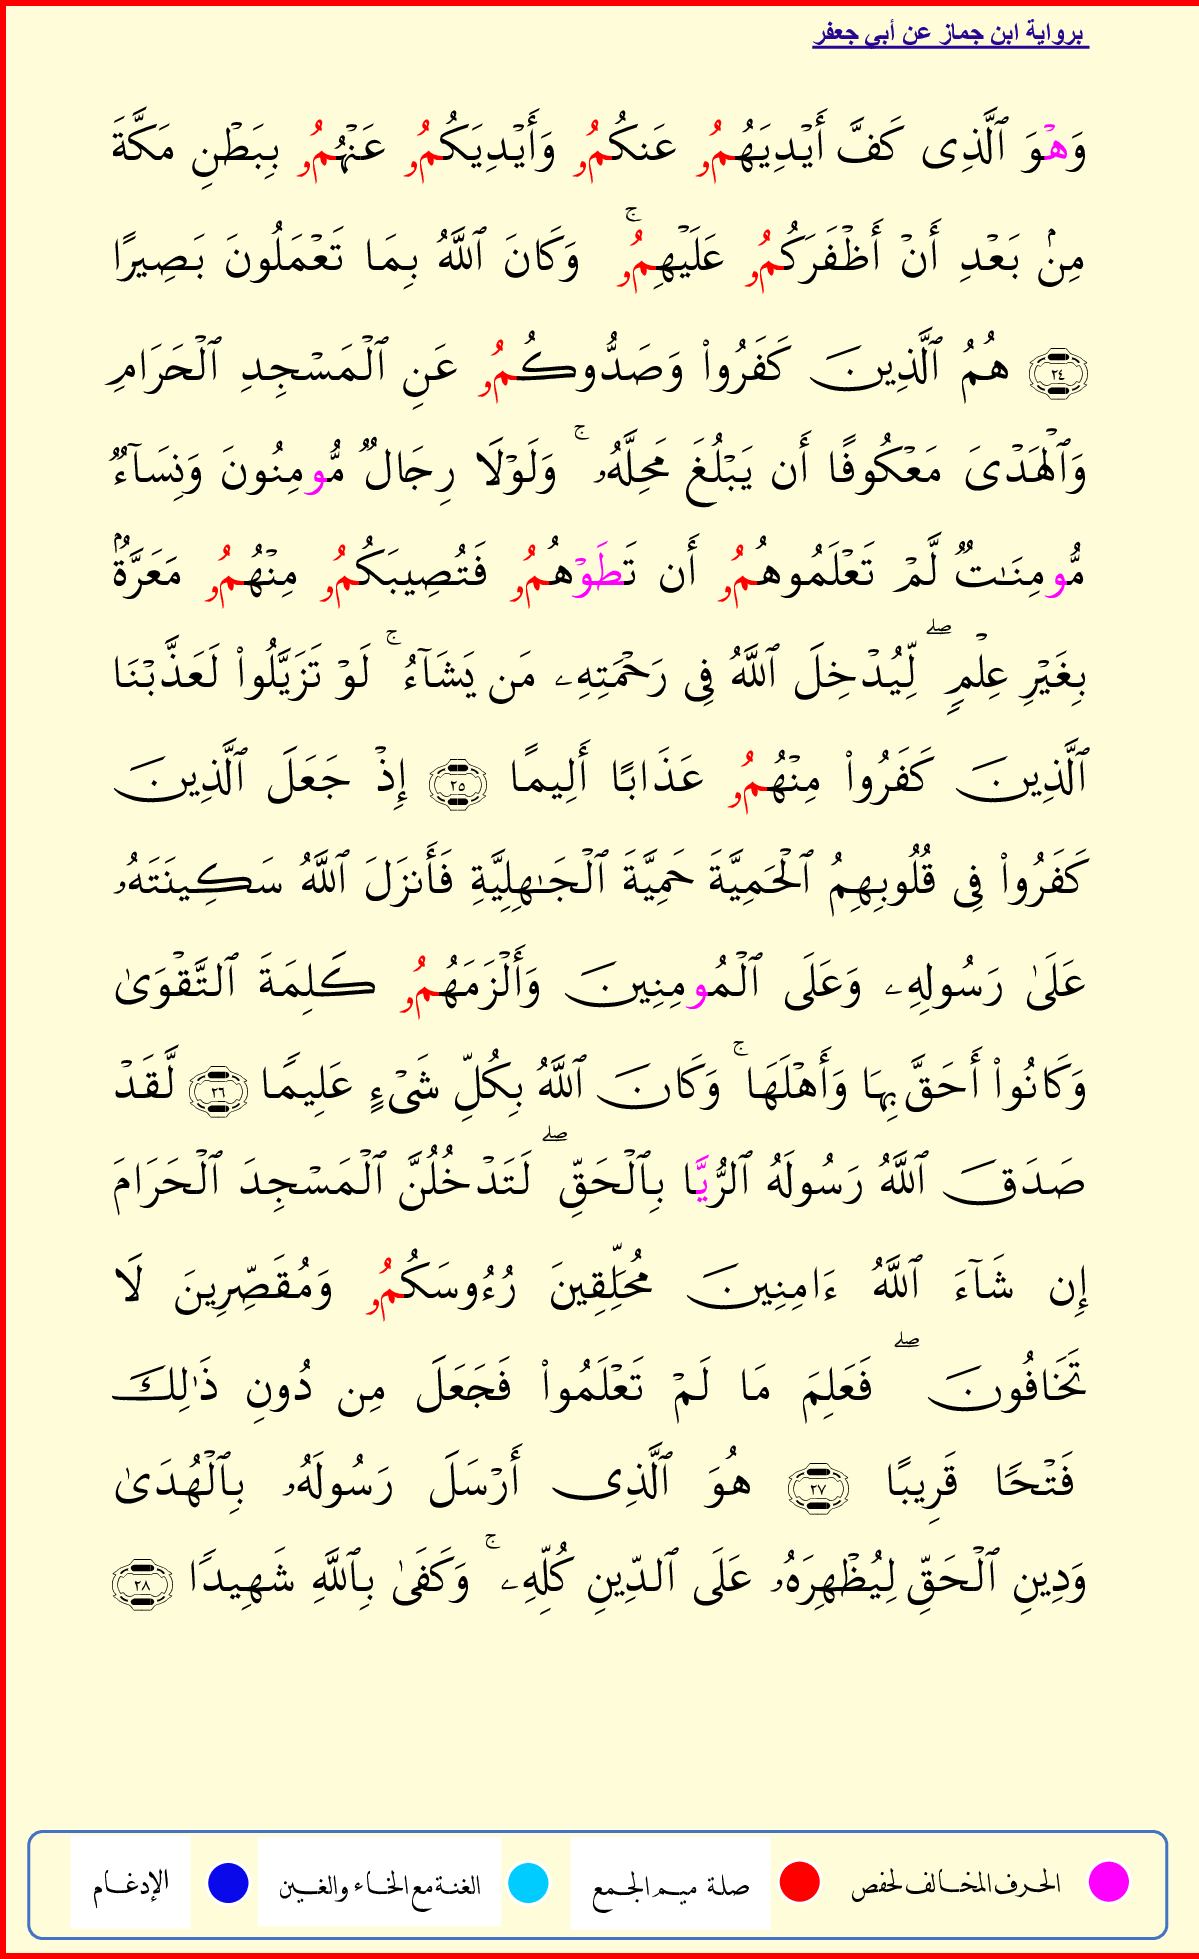 برواية ابن جماز عن أبي جعفر
وَهۡوَ ٱلَّذِى كَفَّ أَيۡدِيَهُمُۥ عَنكُمُۥ وَأَيۡدِيَكُمُۥ عَنۡهُمُۥ بِبَطۡنِ مَكَّةَ
مِنۢ بَعۡدِ أَنۡ أَظۡفَرَكُمُۥ عَلَيۡهِمُۥۚ وَكَانَ ٱللَّهُ بِمَا تَعۡمَلُونَ بَصِيرًا
٢٤ هُمُ ٱلَّذِينَ كَفَرُواْ وَصَدُّوكُمُۥ عَنِ ٱلۡمَسۡجِدِ ٱلۡحَرَامِ
وَٱلۡهَدۡىَ مَعۡكُوفًا أَن يَبۡلُغَ مَحِلَّهُۥۚ وَلَوۡلَا رِجَالٌ مُّومِنُونَ وَنِسَآءٌ
مُّومِنَـٰتٌ لَّمۡ تَعۡلَمُوهُمُۥ أَن تَطَوۡهُمُۥ فَتُصِيبَكُمُۥ مِنۡهُمُۥ مَعَرَّةُۢ
بِغَيۡرِ عِلۡمٍۖ لِّيُدۡخِلَ ٱللَّهُ فِى رَحۡمَتِهِۦ مَن يَشَآءُۚ لَوۡ تَزَيَّلُواْ لَعَذَّبۡنَا
ٱلَّذِينَ كَفَرُواْ مِنۡهُمُۥ عَذَابًا أَلِيمًا ٢٥ إِذۡ جَعَلَ ٱلَّذِينَ
كَفَرُواْ فِى قُلُوبِهِمُ ٱلۡحَمِيَّةَ حَمِيَّةَ ٱلۡجَـٰهِلِيَّةِ فَأَنزَلَ ٱللَّهُ سَكِينَتَهُۥ
عَلَىٰ رَسُولِهِۦ وَعَلَى ٱلۡمُومِنِينَ وَأَلۡزَمَهُمُۥ كَلِمَةَ ٱلتَّقۡوَىٰ
وَكَانُواْ أَحَقَّ بِهَا وَأَهۡلَهَاۚ وَكَانَ ٱللَّهُ بِكُلِّ شَىۡءٍ عَلِيمًا ٢٦ لَّقَدۡ
صَدَقَ ٱللَّهُ رَسُولَهُ ٱلرُّيَّا بِٱلۡحَقِّۖ لَتَدۡخُلُنَّ ٱلۡمَسۡجِدَ ٱلۡحَرَامَ
إِن شَآءَ ٱللَّهُ ءَامِنِينَ مُحَلِّقِينَ رُءُوسَكُمُۥ وَمُقَصِّرِينَ لَا
تَخَافُونَۖ فَعَلِمَ مَا لَمۡ تَعۡلَمُواْ فَجَعَلَ مِن دُونِ ذَٰلِكَ
فَتۡحًا قَرِيبًا ٢٧ هُوَ ٱلَّذِى أَرۡسَلَ رَسُولَهُۥ بِٱلۡهُدَىٰ
وَدِينِ ٱلۡحَقِّ لِيُظۡهِرَهُۥ عَلَى ٱلدِّينِ كُلِّهِۦۚ وَكَفَىٰ بِٱللَّهِ شَهِيدًا ٢٨
الحرف المخالف لحفص صلة ميم الجمع الغنة مع الخاء والغين الإدغام